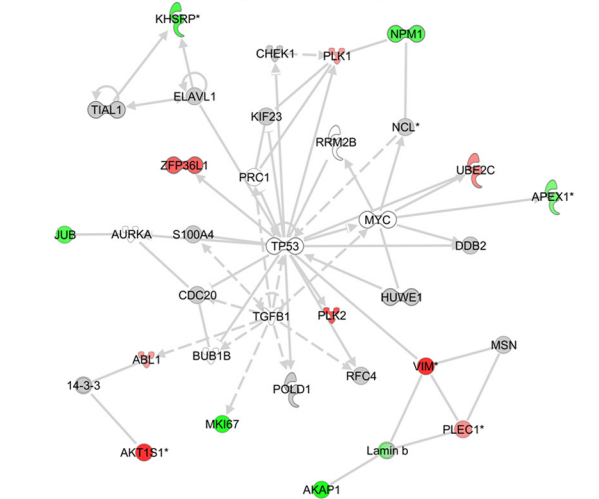 KHSRP*
CHEK1
PLK1
NPM1
TIAL1
ELAVL1
KIF23
NCL*
RRM2B
ZFP36L1
PRC1
UBE2C
APEX1*
MYC
JUB
AURKA
S100A4
TP53
DDB2
CDC20
HUWE1
TGFB1
PLK2
MSN
ABL1
BUB1B
VIM*
14-3-3
POLD1
RFC4
MKI67
PLEC1*
AKT1S1*
Lamin b
AKAP1